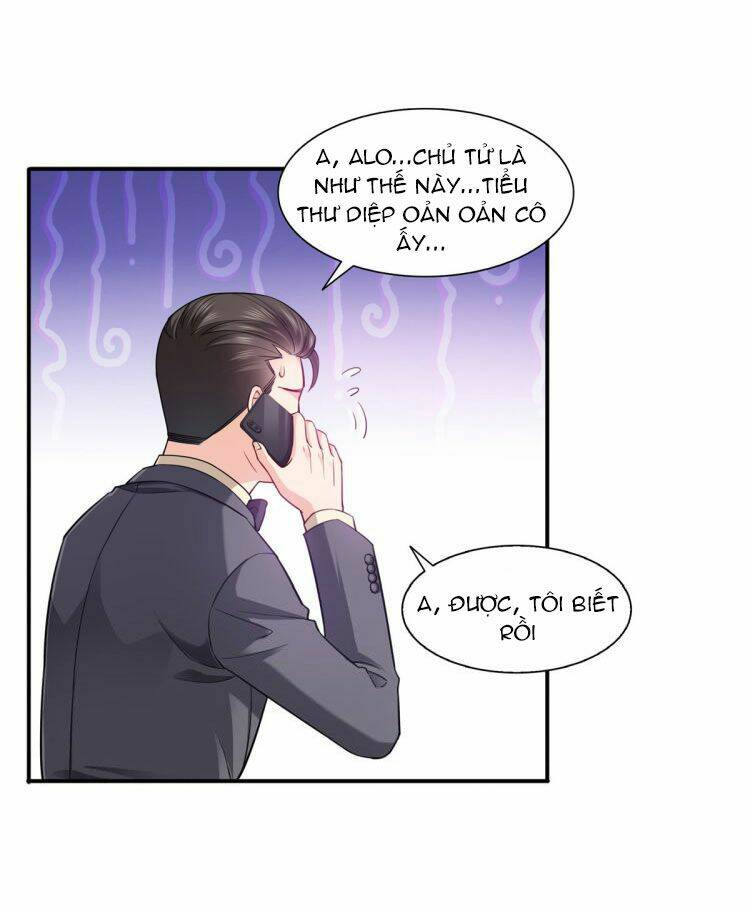 A, ALO...CHỦ TỬ LÀ
NHƯ THẾ NÀY...TIỂU
THƯ DIỆP OẢN OẢN CÔ
ẤY...
A, ĐƯỢC, TÔI BIẾT
RỒI